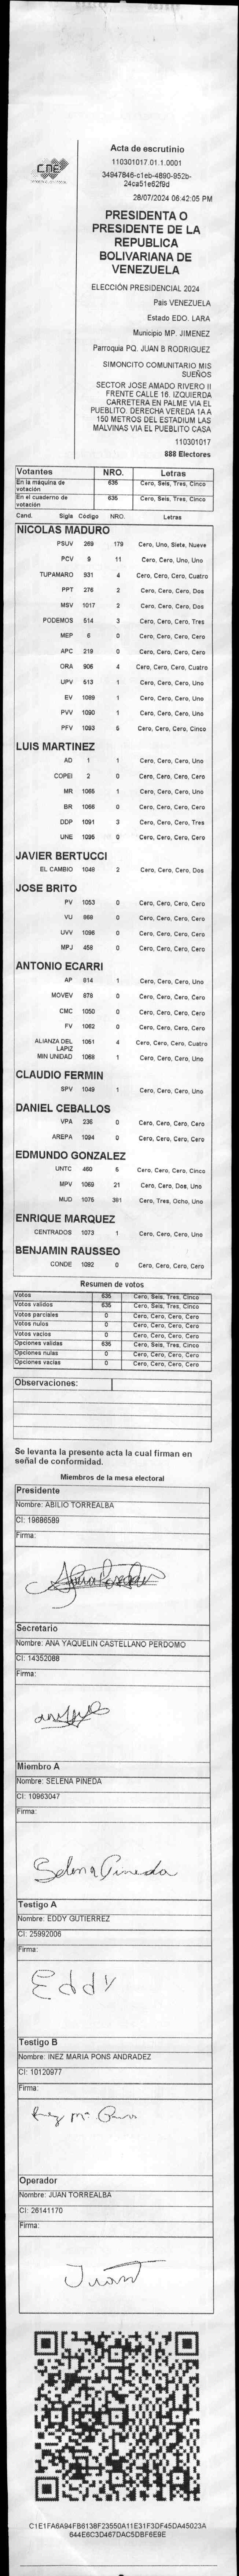 CNE
Acta de escrutinio
110301017.01.1.0001
34947846-c1eb-4890-952b-
24ca51e62f9d
28/07/2024 06:42:05 PM
PRESIDENTA O
PRESIDENTE DE LA
REPUBLICA
BOLIVARIANA DE
VENEZUELA
ELECCIÓN PRESIDENCIAL 2024
País VENEZUELA
Estado EDO. LARA
Municipio MP. JIMENEZ
Parroquia PQ. JUAN B RODRIGUEZ
SIMONCITO COMUNITARIO MIS
SUEÑOS
SECTOR JOSE AMADO RIVERO II
FRENTE CALLE 16. IZQUIERDA
CARRETERA EN PALME VIA EL
PUEBLITO. DERECHA VEREDA 1A A
150 METROS DEL ESTADIUM LAS
MALVINAS VIA EL PUEBLITO CASA
110301017
888 Electores
Votantes NRO. Letras
En la máquina de votación 635 Cero, Seis, Tres, Cinco
En el cuaderno de votación 635 Cero, Seis, Tres, Cinco
Cand. Sigla Código NRO. Letras
NICOLAS MADURO
PSUV 269 179 Cero, Uno, Siete, Nueve
PCV 9 11 Cero, Cero, Uno, Uno
TUPAMARO 931 4 Cero, Cero, Cero, Cuatro
PPT 276 2 Cero, Cero, Cero, Dos
MSV 1017 2 Cero, Cero, Cero, Dos
PODEMOS 514 3 Cero, Cero, Cero, Tres
MEP 6 0 Cero, Cero, Cero, Cero
APC 219 0 Cero, Cero, Cero, Cero
ORA 906 4 Cero, Cero, Cero, Cuatro
UPV 513 1 Cero, Cero, Cero, Uno
EV 1089 1 Cero, Cero, Cero, Uno
PVV 1090 1 Cero, Cero, Cero, Uno
PFV 1093 5 Cero, Cero, Cero, Cinco
LUIS MARTINEZ
AD 1 1 Cero, Cero, Cero, Uno
COPEI 2 0 Cero, Cero, Cero, Cero
MR 1065 1 Cero, Cero, Cero, Uno
BR 1066 0 Cero, Cero, Cero, Cero
DDP 1091 3 Cero, Cero, Cero, Tres
UNE 1095 0 Cero, Cero, Cero, Cero
JAVIER BERTUCCI
EL CAMBIO 1048 2 Cero, Cero, Cero, Dos
JOSE BRITO
PV 1053 0 Cero, Cero, Cero, Cero
VU 868 0 Cero, Cero, Cero, Cero
UVV 1096 0 Cero, Cero, Cero, Cero
MPJ 458 0 Cero, Cero, Cero, Cero
ANTONIO ECARRI
AP 614 1 Cero, Cero, Cero, Uno
MOVEV 878 0 Cero, Cero, Cero, Cero
CMC 1050 0 Cero, Cero, Cero, Cero
FV 1062 0 Cero, Cero, Cero, Cero
ALIANZA DEL LAPIZ 1061 4 Cero, Cero, Cero, Cuatro
MIN UNIDAD 1068 1 Cero, Cero, Cero, Uno
CLAUDIO FERMIN
SPV 1049 1 Cero, Cero, Cero, Uno
DANIEL CEBALLOS
VPA 236 0 Cero, Cero, Cero, Cero
AREPA 1094 0 Cero, Cero, Cero, Cero
EDMUNDO GONZALEZ
UNTC 460 5 Cero, Cero, Cero, Cinco
MPV 1069 21 Cero, Cero, Dos, Uno
MUD 1075 381 Cero, Tres, Ocho, Uno
ENRIQUE MARQUEZ
CENTRADOS 1073 1 Cero, Cero, Cero, Uno
BENJAMIN RAUSSEO
CONDE 1092 0 Cero, Cero, Cero, Cero
Resumen de votos
Votos 635 Cero, Seis, Tres, Cinco
Votos validos 635 Cero, Seis, Tres, Cinco
Votos parciales 0 Cero, Cero, Cero, Cero
Votos nulos 0 Cero, Cero, Cero, Cero
Votos vacios 0 Cero, Cero, Cero, Cero
Opciones validas 635 Cero, Seis, Tres, Cinco
Opciones nulas 0 Cero, Cero, Cero, Cero
Opciones vacias 0 Cero, Cero, Cero, Cero
Observaciones:
Se levanta la presente acta la cual firman en
señal de conformidad.
Miembros de la mesa electoral
Presidente
Nombre: ABILIO TORREALBA
CI: 19686589
Firma:
Secretario
Nombre: ANA YAQUELIN CASTELLANO PERDOMO
CI: 14352088
Firma:
Miembro A
Nombre: SELENA PINEDA
CI: 10963047
Firma:
Selena Pineda
Testigo A
Nombre: EDDY GUTIERREZ
CI: 25992006
Firma:
Eddy
Testigo B
Nombre: INEZ MARIA PONS ANDRADEZ
CI: 10120977
Firma:
Operador
Nombre: JUAN TORREALBA
CI: 26141170
Firma:
Juant
C1E1FA6A94FB6138F23550A11E31F3DF45DA45023A
644E6C3D467DAC5DBF6E9E